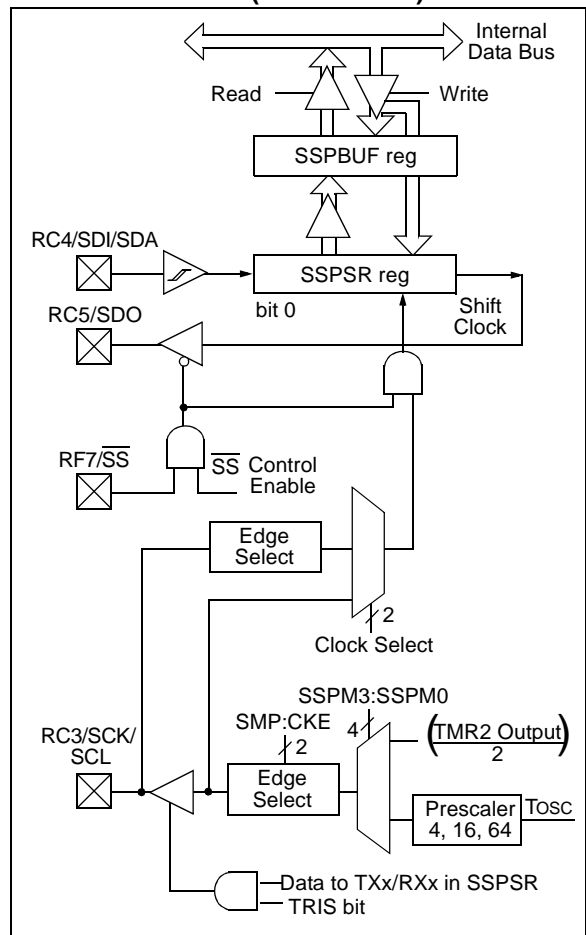 Internal
Data Bus
Read
Write
SSPBUF reg
RC4/SDI/SDA
SSPSR reg
bit 0
Shift
Clock
RC5/SDO
RF7/S̅S̅
S̅S̅ Control
Enable
Edge
Select
2
Clock Select
SSPM3:SSPM0
SMP:CKE
4
(TMR2 Output)
2
2
RC3/SCK/
SCL
Edge
Select
Prescaler
4, 16, 64
TOSC
Data to TXx/RXx in SSPSR
TRIS bit